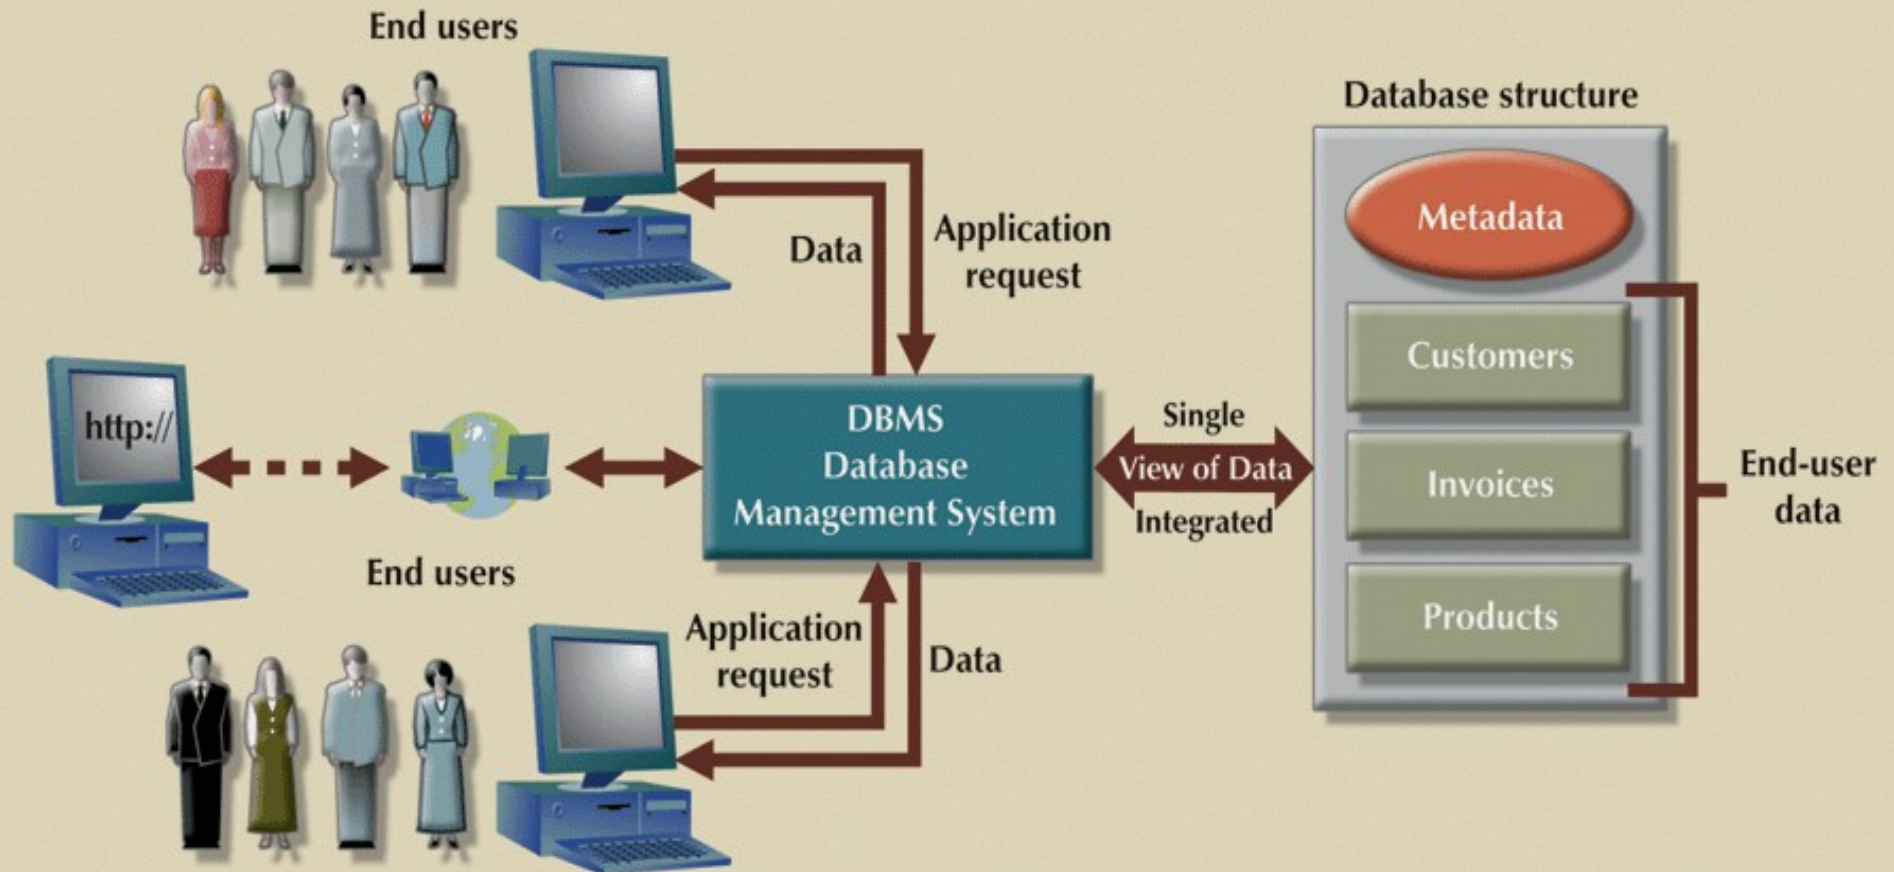 End users
Database structure
Metadata
Data
Application
request
Customers
http://
DBMS
Database
Management System
Single
View of Data
Integrated
Invoices
End-user
data
End users
Application
request
Data
Products